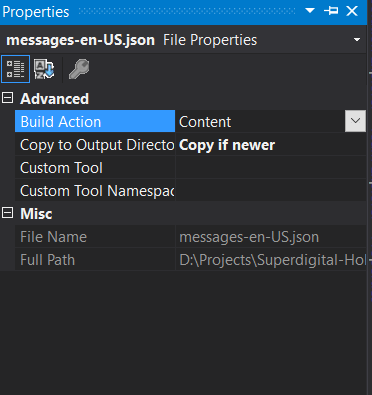 Properties
messages-en-US.json File Properties
Advanced
Build Action Content
Copy to Output Directo Copy if newer
Custom Tool
Custom Tool Namespac
Misc
File Name messages-en-US.json
Full Path D:\Projects\Superdigital-Hol